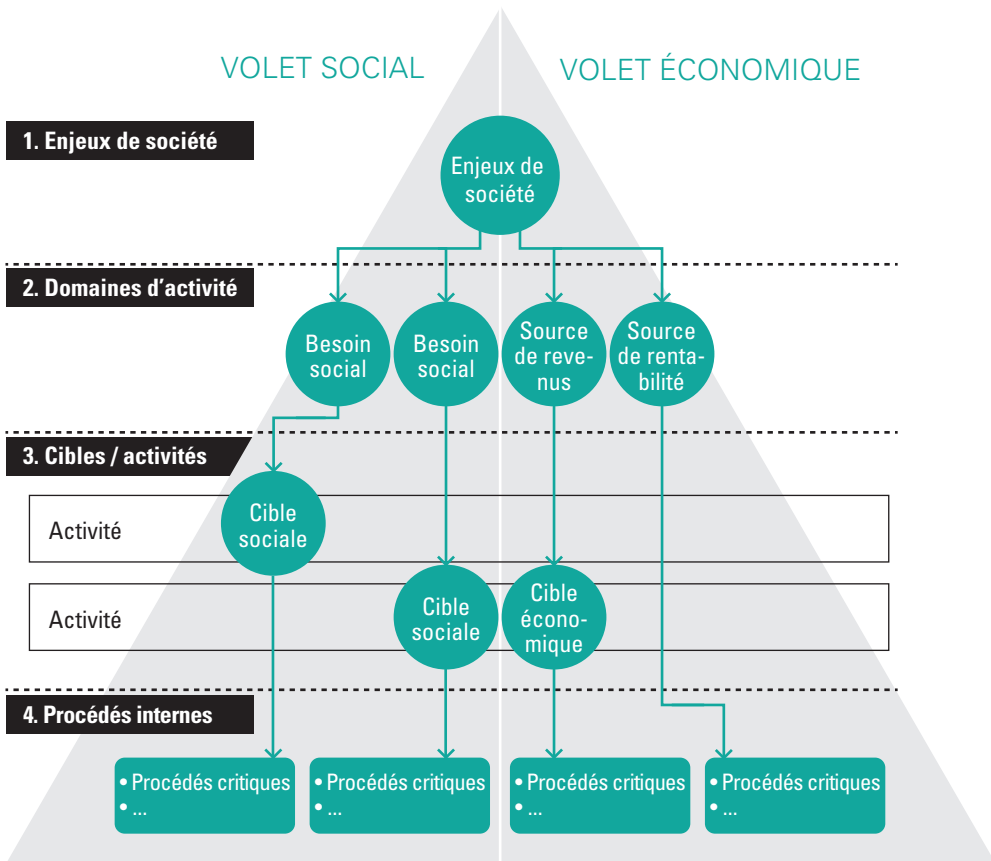 VOLET SOCIAL
VOLET ÉCONOMIQUE
1. Enjeux de société
Enjeux de
société
2. Domaines d'activité
Besoin
social
Besoin
social
Source
de reve-
nus
Source
de renta-
bilité
3. Cibles / activités
Activité
Cible
sociale
Activité
Cible
sociale
Cible
écono-
mique
4. Procédés internes
• Procédés critiques
• ...
• Procédés critiques
• ...
• Procédés critiques
• ...
• Procédés critiques
• ...